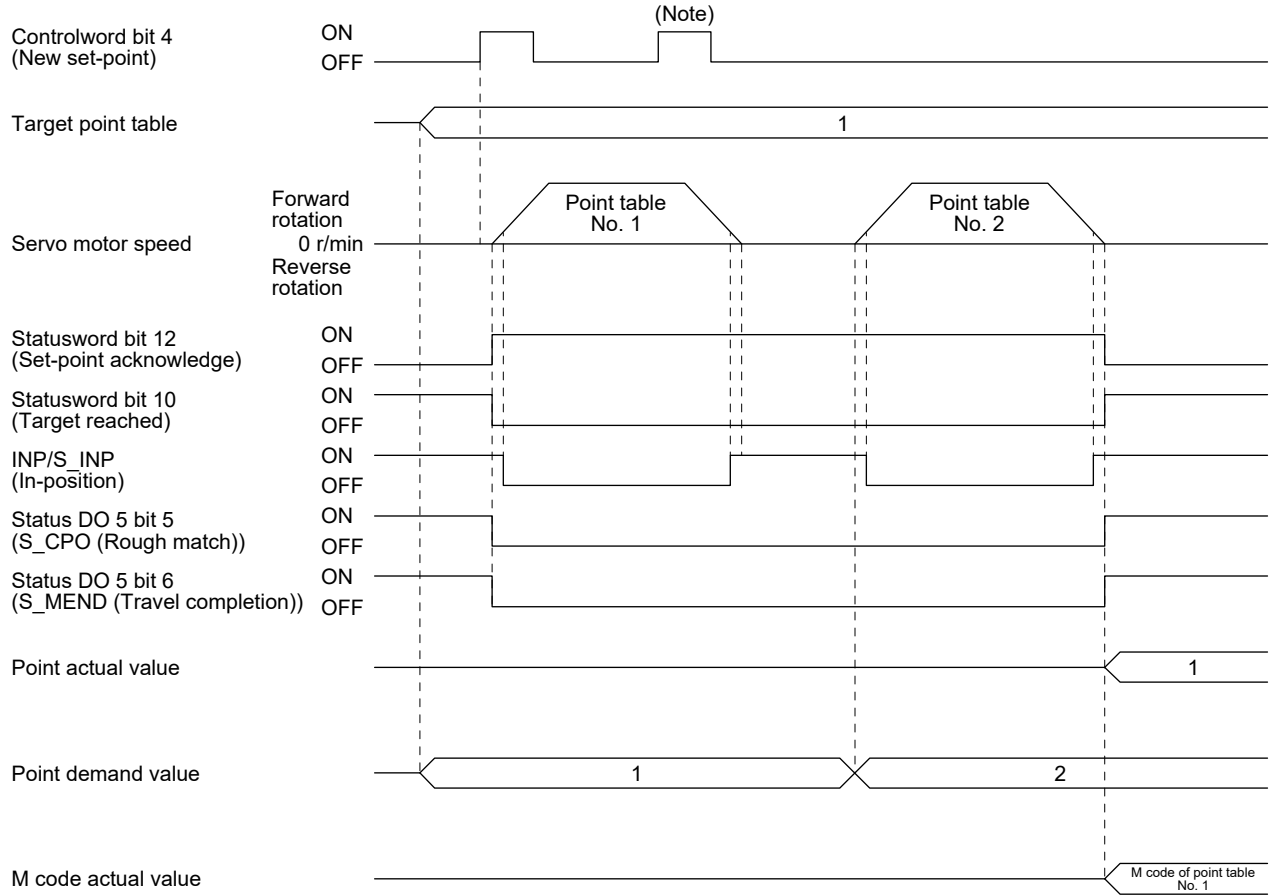 (Note)
Controlword bit 4
(New set-point)
ON
OFF
Target point table
1
Servo motor speed
Forward
rotation
0 r/min
Reverse
rotation
Point table
No. 1
Point table
No. 2
Statusword bit 12
(Set-point acknowledge)
ON
OFF
Statusword bit 10
(Target reached)
ON
OFF
INP/S_INP
(In-position)
ON
OFF
Status DO 5 bit 5
(S_CPO (Rough match))
ON
OFF
Status DO 5 bit 6
(S_MEND (Travel completion))
ON
OFF
Point actual value
1
Point demand value
1
2
M code actual value
M code of point table
No. 1